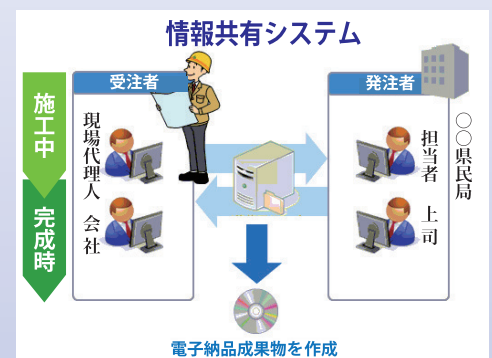 情報共有システム
施工中
完成時
受注者
現場代理人
会社
発注者
担当者
上司
〇〇県民局
電子納品成果物を作成